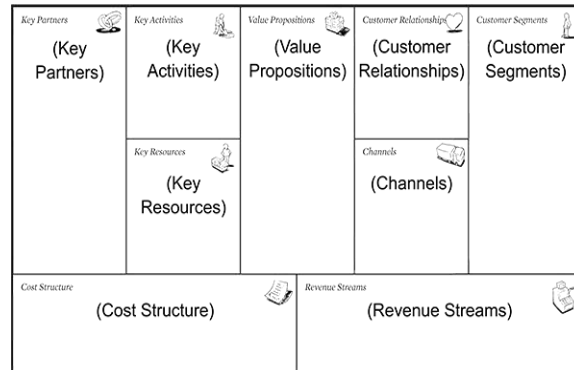 Key Partners
(Key
Partners)
Key Activities
(Key
Activities)
Key Resources
(Key
Resources)
Value Propositions
(Value
Propositions)
Customer Relationships
(Customer
Relationships)
Channels
(Channels)
Customer Segments
(Customer
Segments)
Cost Structure
(Cost Structure)
Revenue Streams
(Revenue Streams)